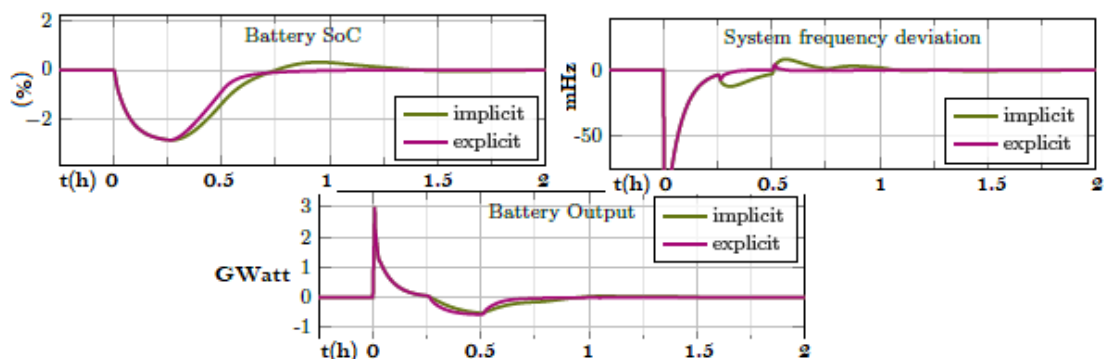 Battery SoC
2
0
−2
(%)
implicit
explicit
t(h) 0 0.5 1 1.5 2
System frequency deviation
0
-50
mHz
implicit
explicit
t(h) 0 0.5 1 1.5 2
Battery Output
3
2
1
0
-1
GWatt
implicit
explicit
t(h) 0 0.5 1 1.5 2